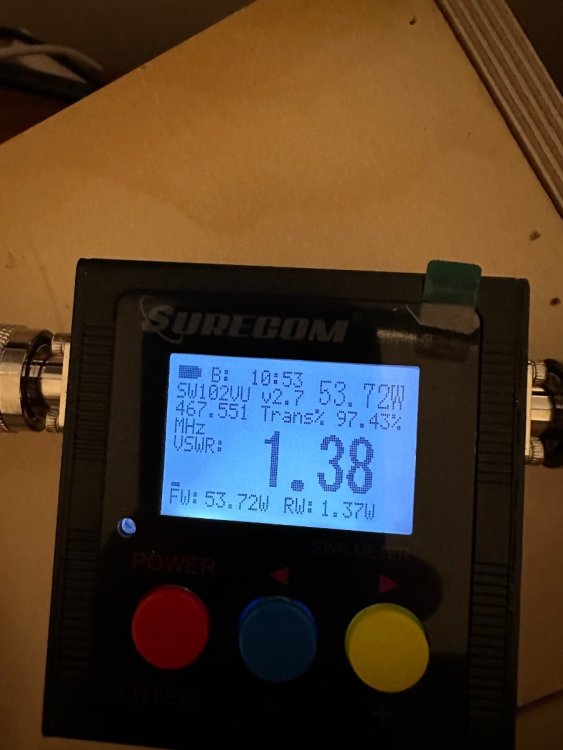 SURECOM
B: 10:53 53.72W
SW102VU v2.7
467.551 Trans% 97.43%
MHz
VSWR: 1.38
FW: 53.72W RW: 1.37W
SWR METER
POWER
ENTER
-
+